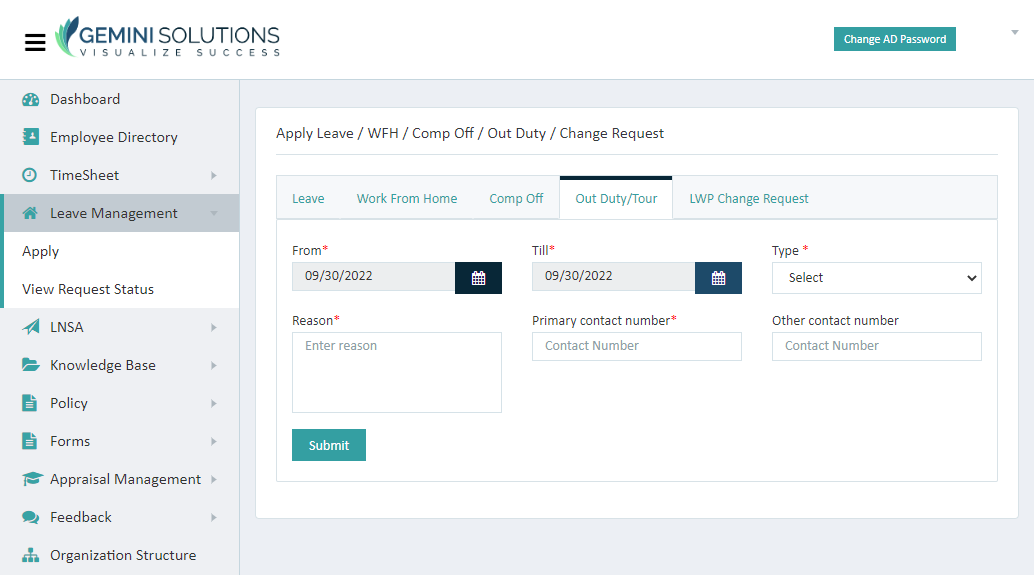 GEMINI SOLUTIONS
VISUALIZE SUCCESS
Change AD Password
Dashboard
Employee Directory
TimeSheet
Leave Management
Apply
View Request Status
LNSA
Knowledge Base
Policy
Forms
Appraisal Management
Feedback
Organization Structure
Apply Leave / WFH / Comp Off / Out Duty / Change Request
Leave Work From Home Comp Off Out Duty/Tour LWP Change Request
From* Till* Type *
09/30/2022 09/30/2022 Select
Reason* Primary contact number* Other contact number
Enter reason Contact Number Contact Number
Submit